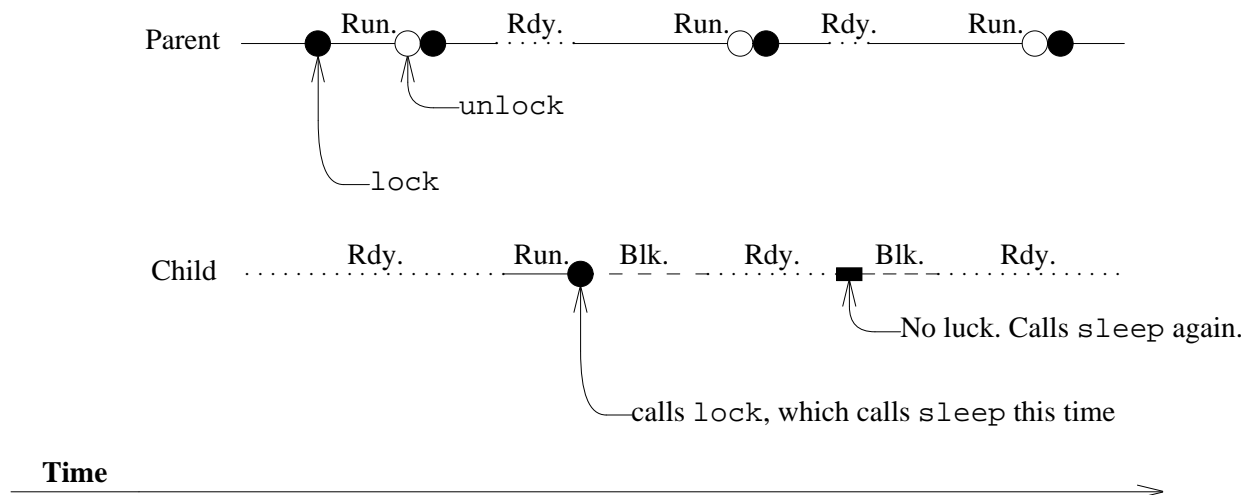 Run. Rdy. Run. Rdy. Run.
Parent
unlock
lock
Rdy. Run. Blk. Rdy. Blk. Rdy.
Child
No luck. Calls sleep again.
calls lock, which calls sleep this time
Time